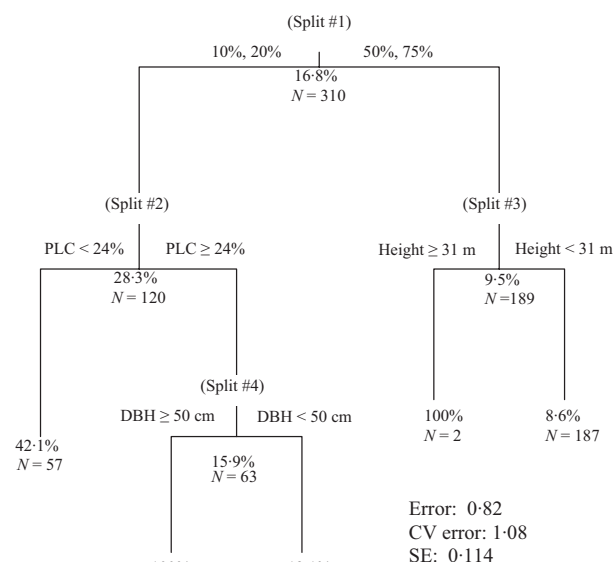 (Split #1)
10%, 20%
50%, 75%
16·8%
N = 310
(Split #2)
(Split #3)
PLC < 24%
PLC ≥ 24%
Height ≥ 31 m
Height < 31 m
28·3%
N = 120
9·5%
N =189
(Split #4)
DBH ≥ 50 cm
DBH < 50 cm
100%
N = 2
8·6%
N = 187
42·1%
N = 57
15·9%
N = 63
Error: 0·82
CV error: 1·08
SE: 0·114